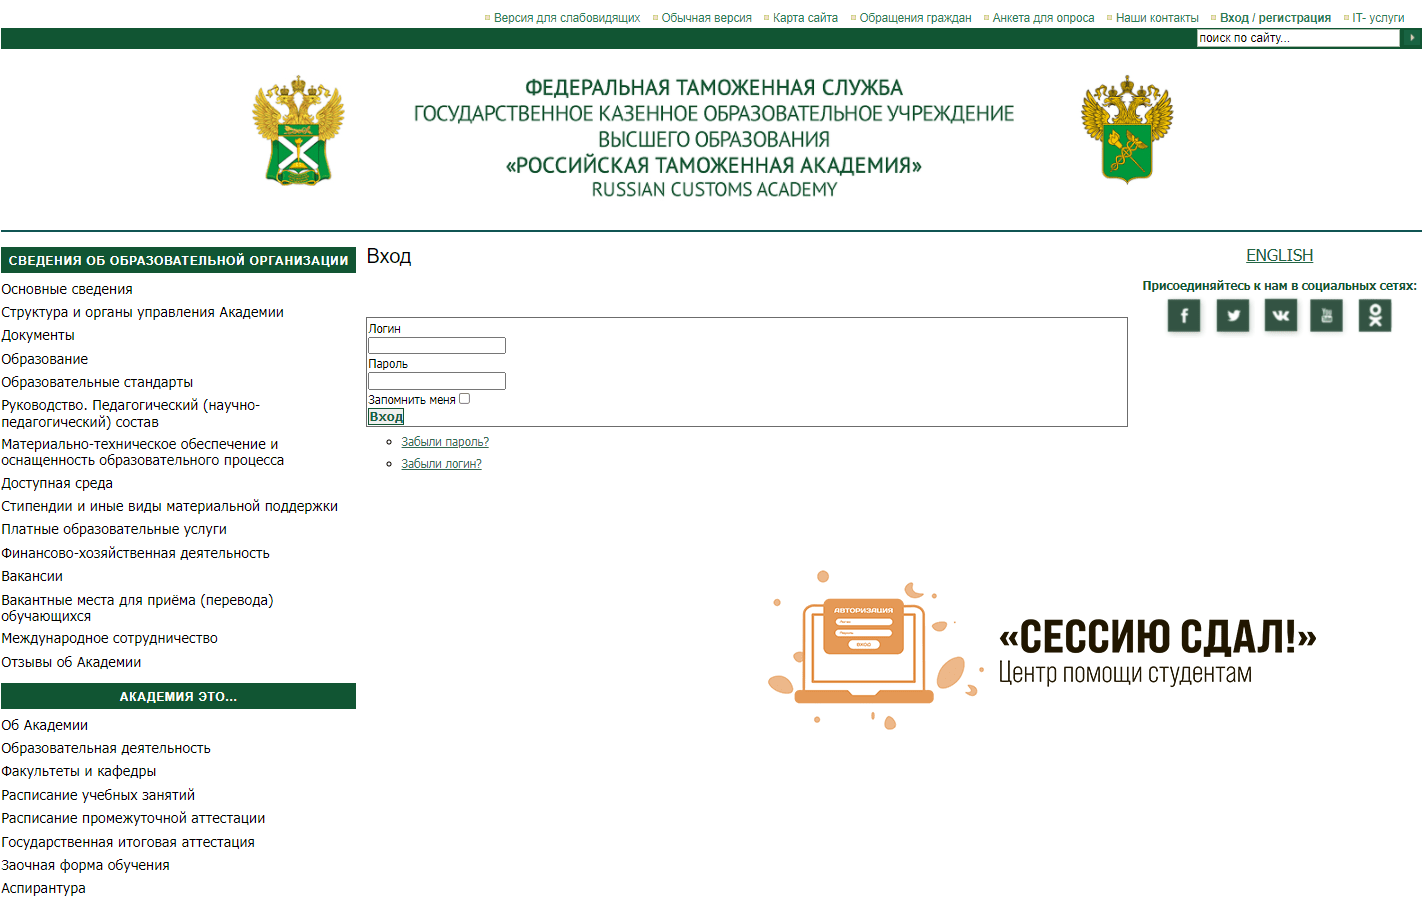 Версия для слабовидящих Обычная версия Карта сайта Обращения граждан Анкета для опроса Наши контакты Вход / регистрация IT- услуги
поиск по сайту...
ФЕДЕРАЛЬНАЯ ТАМОЖЕННАЯ СЛУЖБА
ГОСУДАРСТВЕННОЕ КАЗЕННОЕ ОБРАЗОВАТЕЛЬНОЕ УЧРЕЖДЕНИЕ
ВЫСШЕГО ОБРАЗОВАНИЯ
«РОССИЙСКАЯ ТАМОЖЕННАЯ АКАДЕМИЯ»
RUSSIAN CUSTOMS ACADEMY
СВЕДЕНИЯ ОБ ОБРАЗОВАТЕЛЬНОЙ ОРГАНИЗАЦИИ
Основные сведения
Структура и органы управления Академии
Документы
Образование
Образовательные стандарты
Руководство. Педагогический (научно-
педагогический) состав
Материально-техническое обеспечение и
оснащенность образовательного процесса
Доступная среда
Стипендии и иные виды материальной поддержки
Платные образовательные услуги
Финансово-хозяйственная деятельность
Вакансии
Вакантные места для приёма (перевода)
обучающихся
Международное сотрудничество
Отзывы об Академии
АКАДЕМИЯ ЭТО...
Об Академии
Образовательная деятельность
Факультеты и кафедры
Расписание учебных занятий
Расписание промежуточной аттестации
Государственная итоговая аттестация
Заочная форма обучения
Аспирантура
Вход
Логин
Пароль
Запомнить меня
Вход
Забыли пароль?
Забыли логин?
ENGLISH
Присоединяйтесь к нам в социальных сетях:
АВТОРИЗАЦИЯ
Логин
Пароль
ВХОД
«СЕССИЮ СДАЛ!»
Центр помощи студентам